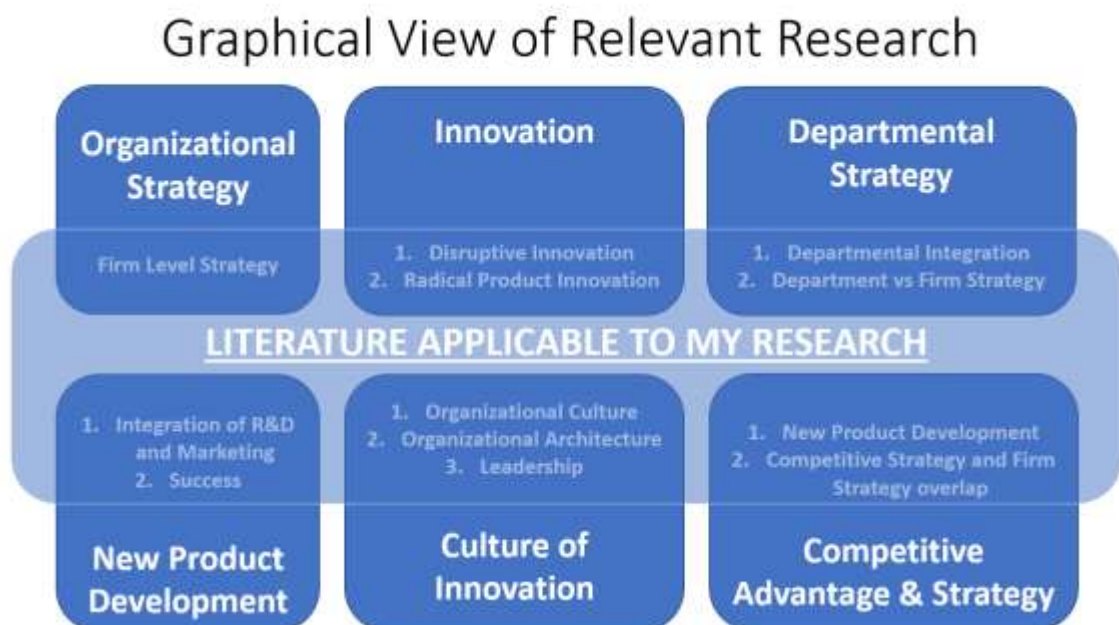 Graphical View of Relevant Research
Organizational
Strategy
Firm Level Strategy
Innovation
1. Disruptive Innovation
2. Radical Product Innovation
Departmental
Strategy
1. Departmental Integration
2. Department vs Firm Strategy
LITERATURE APPLICABLE TO MY RESEARCH
1. Integration of R&D
and Marketing
2. Success
New Product
Development
1. Organizational Culture
2. Organizational Architecture
3. Leadership
Culture of
Innovation
1. New Product Development
2. Competitive Strategy and Firm
Strategy overlap
Competitive
Advantage & Strategy